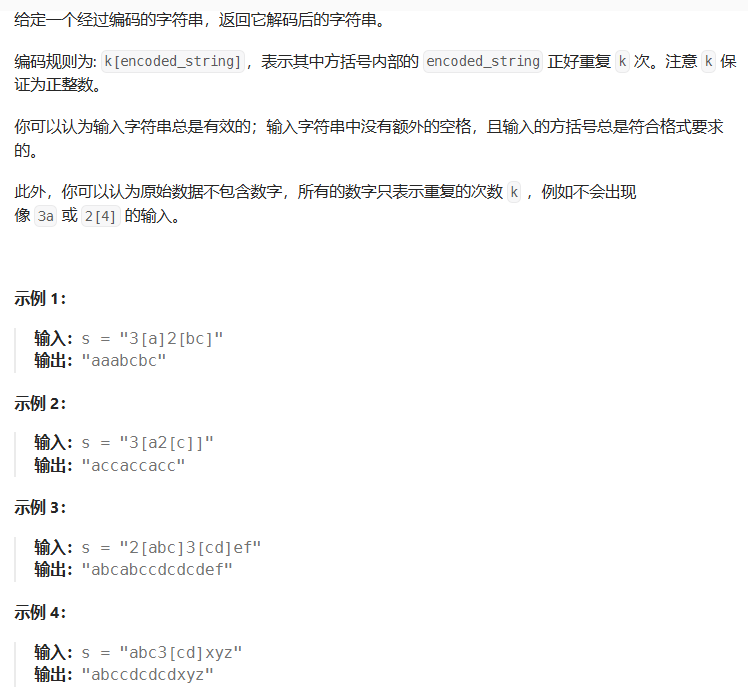 给定一个经过编码的字符串，返回它解码后的字符串。
编码规则为: k[encoded_string]，表示其中方括号内部的 encoded_string 正好重复 k 次。注意 k 保
证为正整数。
你可以认为输入字符串总是有效的；输入字符串中没有额外的空格，且输入的方括号总是符合格式要求
的。
此外，你可以认为原始数据不包含数字，所有的数字只表示重复的次数 k ，例如不会出现
像 3a 或 2[4] 的输入。
示例 1：
输入：s = "3[a]2[bc]"
输出："aaabcbc"
示例 2：
输入：s = "3[a2[c]]"
输出："accaccacc"
示例 3：
输入：s = "2[abc]3[cd]ef"
输出："abcabccdcdcdef"
示例 4：
输入：s = "abc3[cd]xyz"
输出："abccdcdcdxyz"